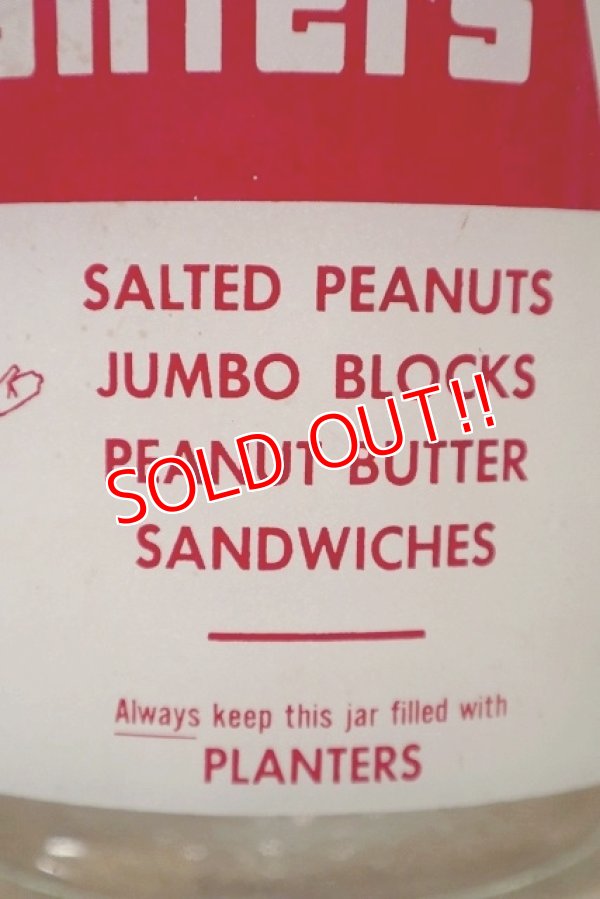 SALTED PEANUTS
JUMBO BLOCKS
PEANUT BUTTER
SANDWICHES
SOLD OUT!!
Always keep this jar filled with
PLANTERS